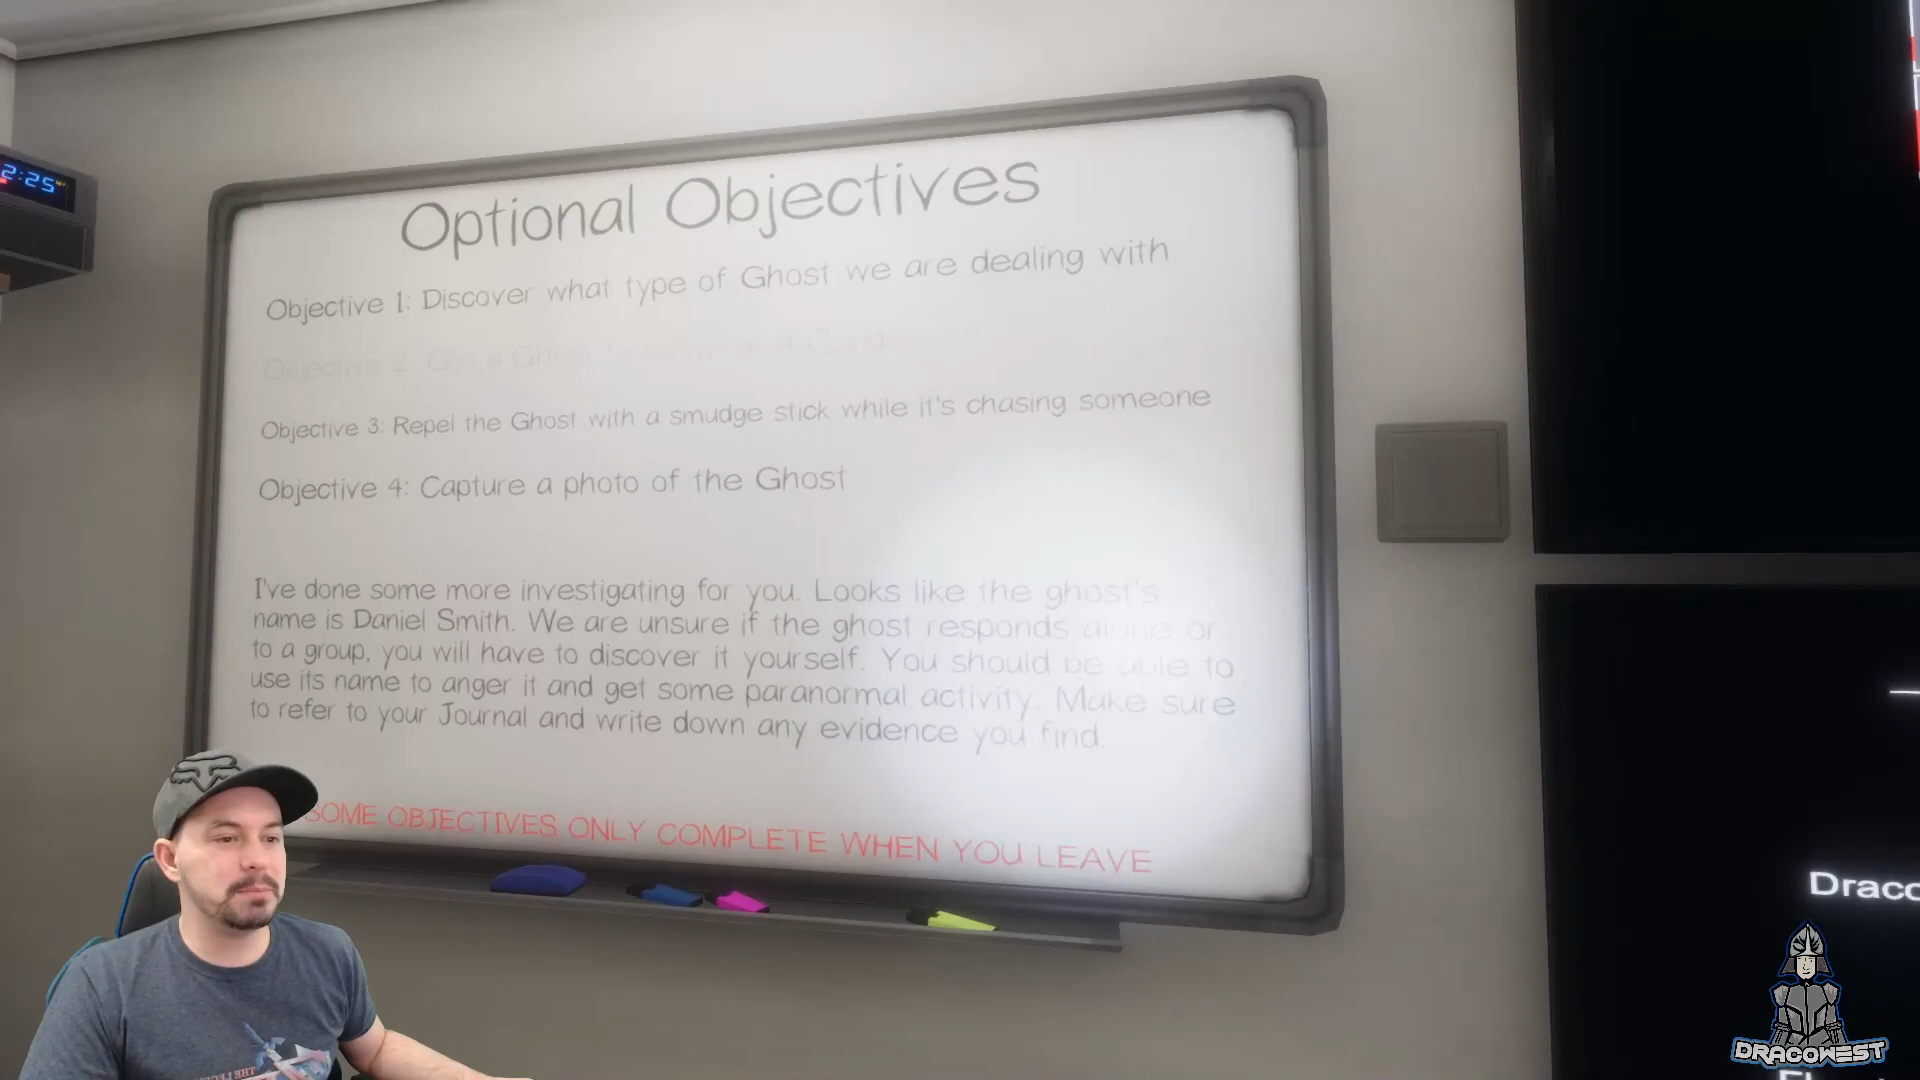 2:25
Optional Objectives
Objective 1: Discover what type of Ghost we are dealing with
Objective 2: Get a Ghost
Objective 3: Repel the Ghost with a smudge stick while it's chasing someone
Objective 4: Capture a photo of the Ghost
I've done some more investigating for you. Looks like the ghost's
name is Daniel Smith. We are unsure if the ghost responds alone or
to a group, you will have to discover it yourself. You should be able to
use its name to anger it and get some paranormal activity. Make sure
to refer to your Journal and write down any evidence you find.
SOME OBJECTIVES ONLY COMPLETE WHEN YOU LEAVE
Draco
DRACOWEST